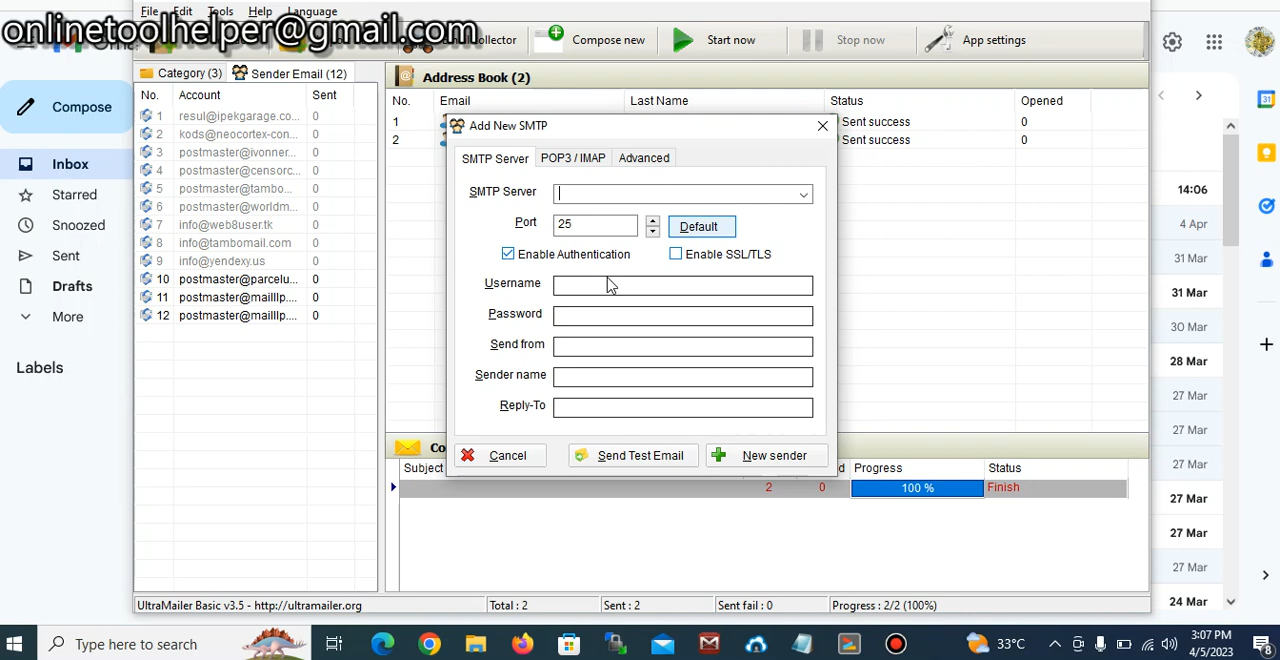 File Edit Tools Send Help Language
onlinetoolhelper@gmail.com
Compose new
Start now
Stop now
App settings
Compose
Inbox
Starred
Snoozed
Sent
Drafts
More
Labels
Category (3) Sender Email (12)
No. Account Sent
1 resul@ipekgarage.co... 0
2 kods@neocortex-con... 0
3 postmaster@ivonner... 0
4 postmaster@censorc... 0
5 postmaster@tambo... 0
6 postmaster@worldm... 0
7 info@web8user.tk 0
8 info@tambomail.com 0
9 info@yendexy.us 0
10 postmaster@parcelu... 0
11 postmaster@mailllp.... 0
12 postmaster@mailllp.... 0
Address Book (2)
No. Email Last Name Status Opened
1 Sent success 0
2 Sent success 0
Add New SMTP
SMTP Server POP3 / IMAP Advanced
SMTP Server
Port 25 Default
Enable Authentication Enable SSL/TLS
Username
Password
Send from
Sender name
Reply-To
Cancel Send Test Email New sender
Subject Progress Status
2 0 100 % Finish
UltraMailer Basic v3.5 - http://ultramailer.org Total : 2 Sent : 2 Sent fail : 0 Progress : 2/2 (100%)
31
14:06
4 Apr
31 Mar
31 Mar
30 Mar
28 Mar
27 Mar
27 Mar
27 Mar
27 Mar
27 Mar
27 Mar
24 Mar
Type here to search
33°C
3:07 PM
4/5/2023
8